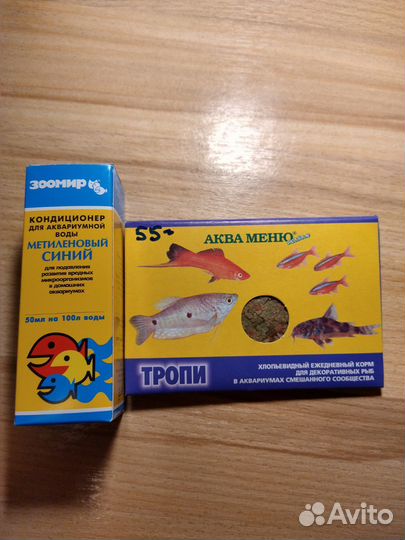 ЗООМИР
КОНДИЦИОНЕР
ДЛЯ АКВАРИУМНОЙ
ВОДЫ
МЕТИЛЕНОВЫЙ
СИНИЙ
для подавления
развития вредных
микроорганизмов
в домашних
аквариумах
50мл на 100л воды
55-
АКВА МЕНЮ®
ТРОПИ
ХЛОПЬЕВИДНЫЙ ЕЖЕДНЕВНЫЙ КОРМ
ДЛЯ ДЕКОРАТИВНЫХ РЫБ
В АКВАРИУМАХ СМЕШАННОГО СООБЩЕСТВА
Avito